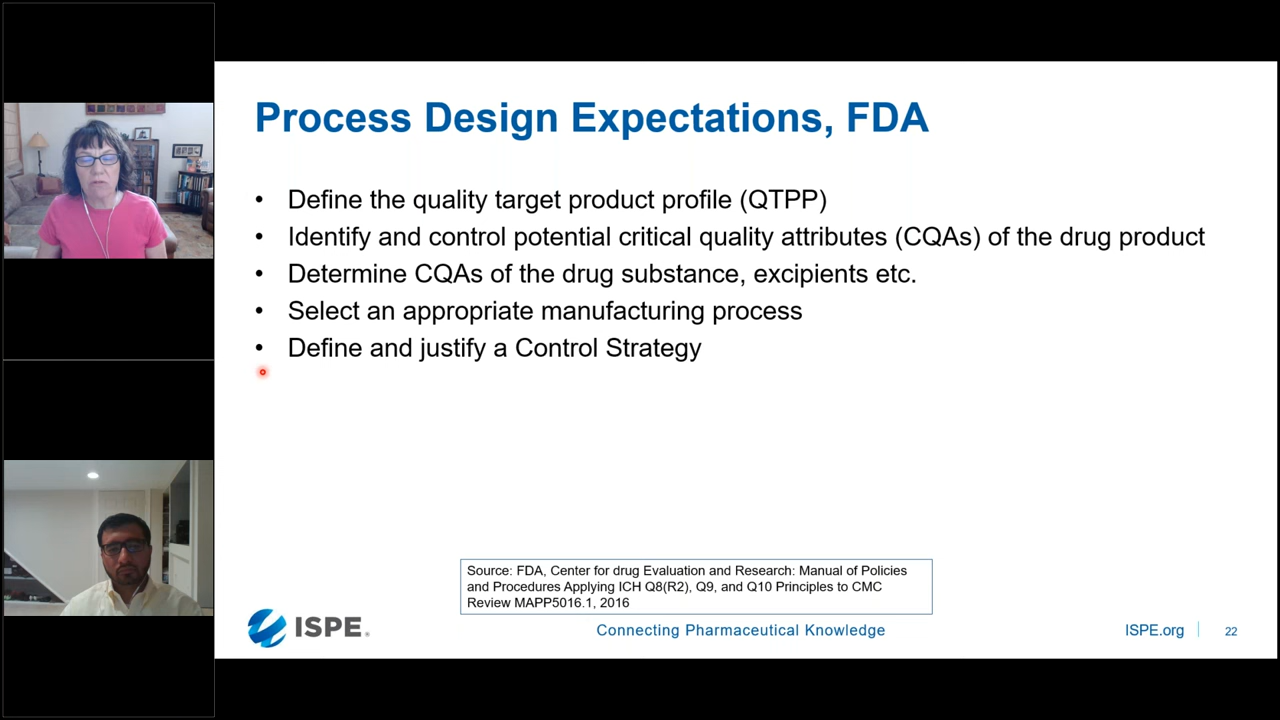 Process Design Expectations, FDA
• Define the quality target product profile (QTPP)
• Identify and control potential critical quality attributes (CQAs) of the drug product
• Determine CQAs of the drug substance, excipients etc.
• Select an appropriate manufacturing process
• Define and justify a Control Strategy
Source: FDA, Center for drug Evaluation and Research: Manual of Policies
and Procedures Applying ICH Q8(R2), Q9, and Q10 Principles to CMC
Review MAPP5016.1, 2016
ISPE®
Connecting Pharmaceutical Knowledge
ISPE.org
22